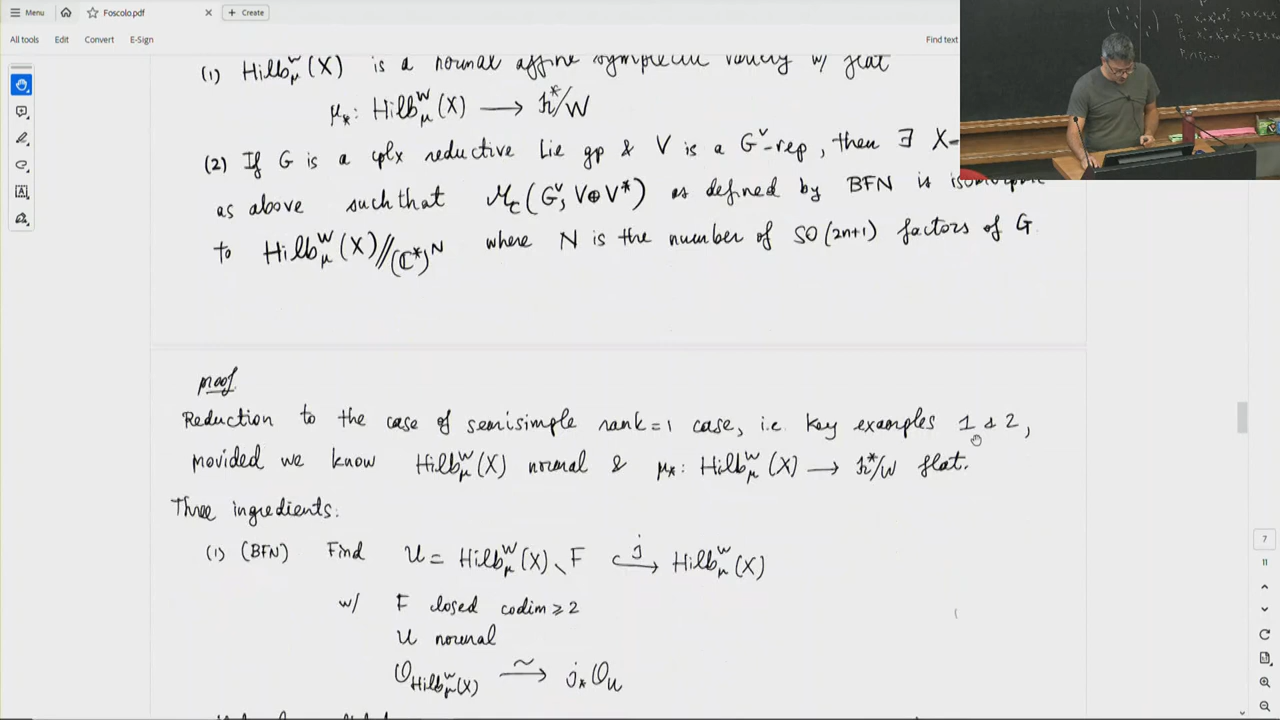 Menu Foscolo.pdf × + Create
All tools Edit Convert E-Sign Find text
(1) Hilb^W_μ(X) is a normal affine symplectic variety w/ flat
μ_*: Hilb^W_μ(X) ⟶ ħ^*/W
(2) If G is a cplx reductive Lie gp & V is a G^v-rep, then ∃ X
as above such that M_C(G^v, V⊕V*) as defined by BFN is isomorphic
to Hilb^W_μ(X)//(ℂ*)^N where N is the number of SO(2n+1) factors of G
proof
Reduction to the case of semisimple rank=1 case, i.e. key examples 1 & 2,
provided we know Hilb^W_μ(X) normal & μ_*: Hilb^W_μ(X) ⟶ ħ^*/W flat.
Three ingredients:
(1) (BFN) Find U = Hilb^W_μ(X) \ F ↪^j Hilb^W_μ(X)
w/ F closed codim ⩾ 2
U normal
O_{Hilb^W_μ(X)} ⟶^~ j_* O_U
7
11